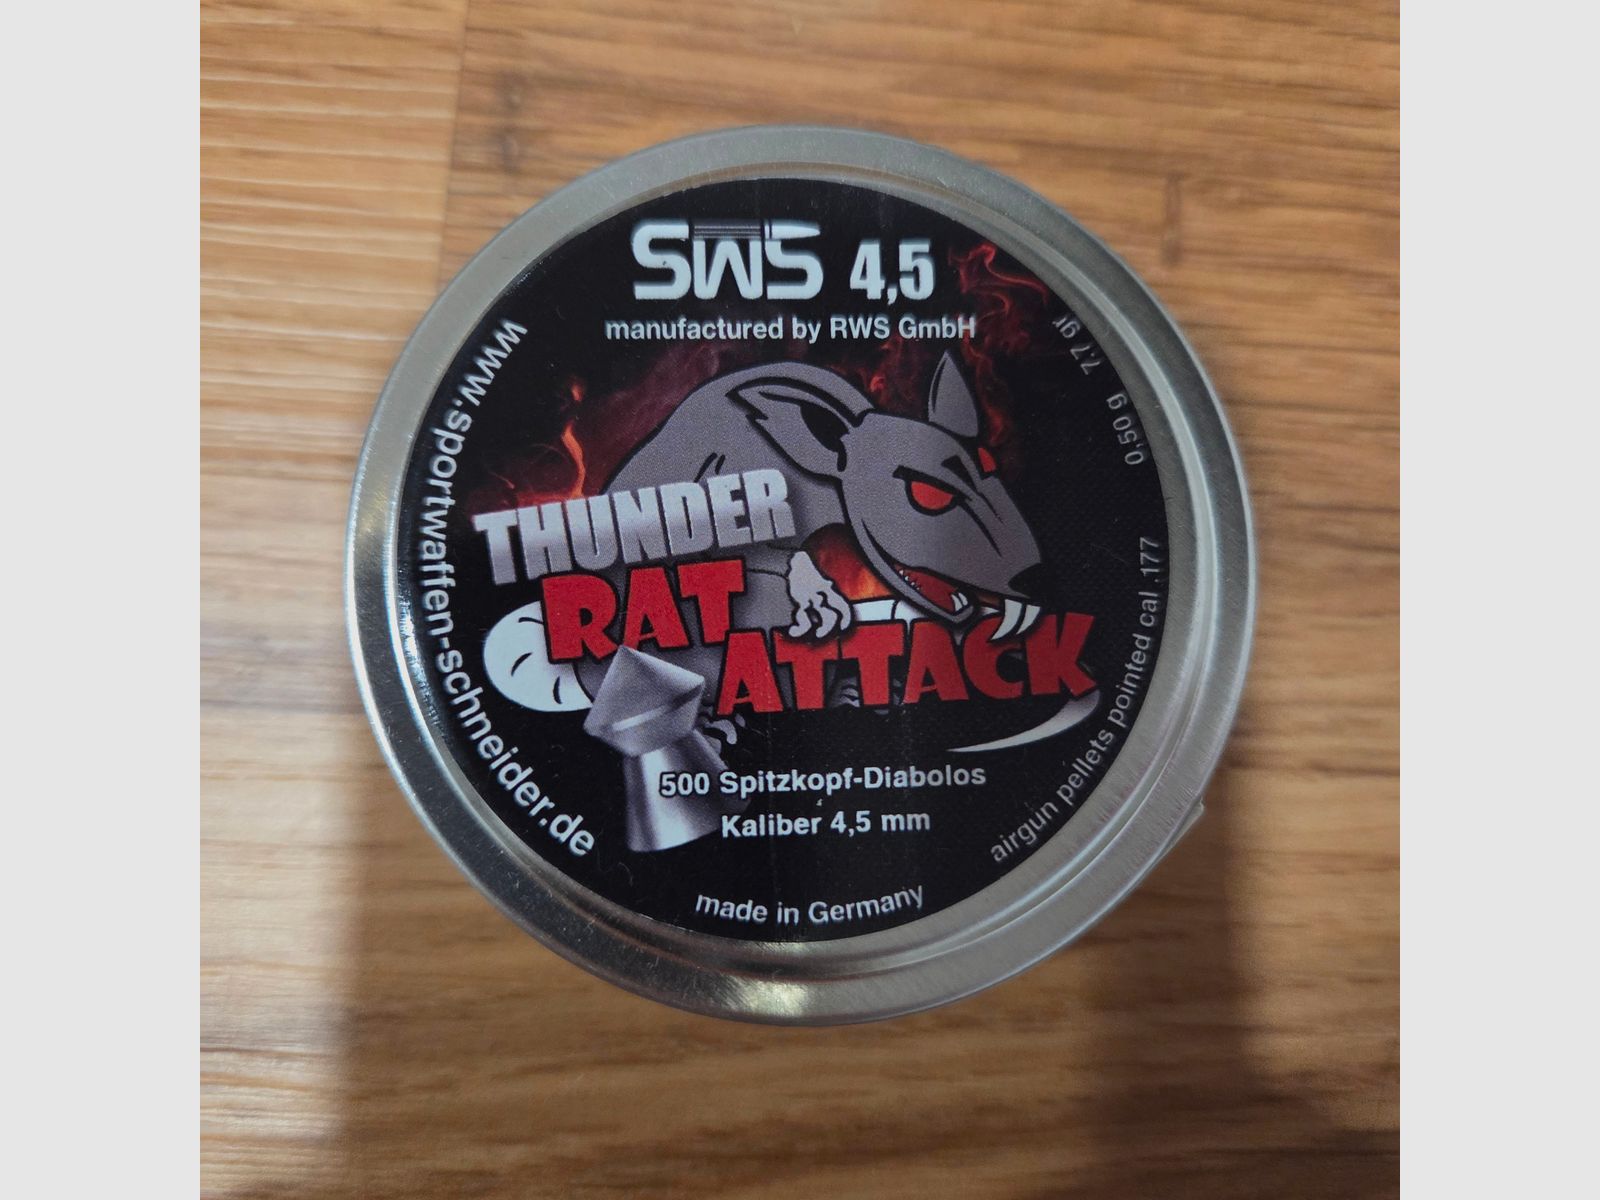 SWS 4,5
manufactured by RWS GmbH
www.sportwaffen-schneider.de
THUNDER
RAT
ATTACK
500 Spitzkopf-Diabolos
Kaliber 4,5 mm
made in Germany
airgun pellets pointed cal .177 0,50 g 7.7 gr